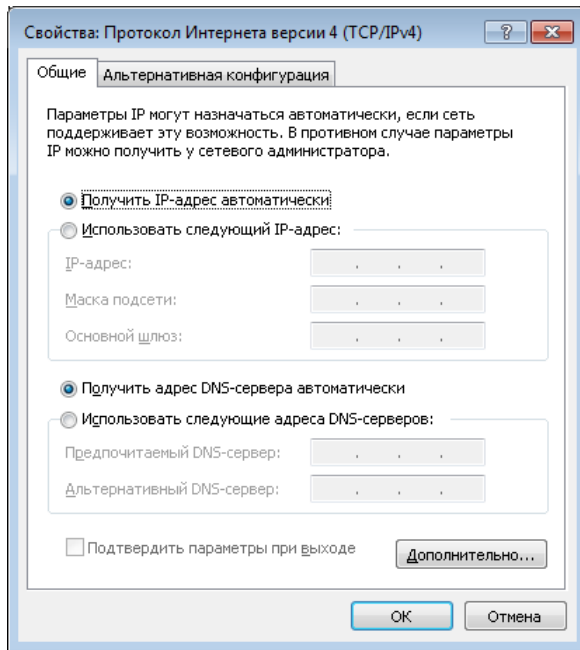 Свойства: Протокол Интернета версии 4 (TCP/IPv4)
Общие
Альтернативная конфигурация
Параметры IP могут назначаться автоматически, если сеть
поддерживает эту возможность. В противном случае параметры
IP можно получить у сетевого администратора.
Получить IP-адрес автоматически
Использовать следующий IP-адрес:
IP-адрес:
Маска подсети:
Основной шлюз:
Получить адрес DNS-сервера автоматически
Использовать следующие адреса DNS-серверов:
Предпочитаемый DNS-сервер:
Альтернативный DNS-сервер:
Подтвердить параметры при выходе
Дополнительно...
ОК
Отмена